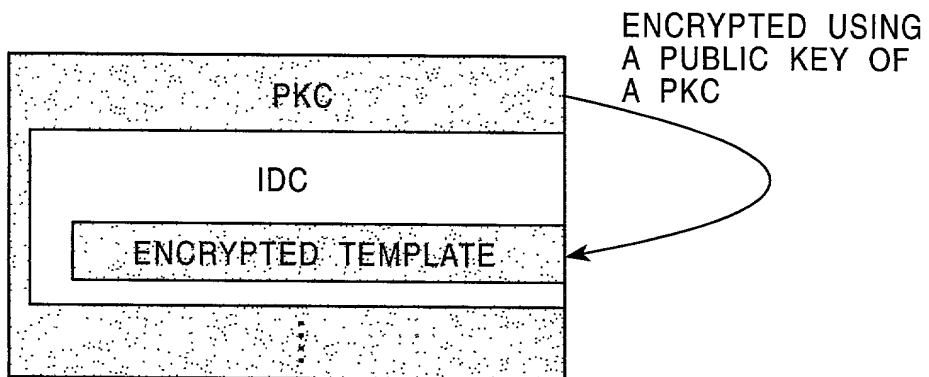 ENCRYPTED USING
A PUBLIC KEY OF
A PKC
PKC
IDC
ENCRYPTED TEMPLATE